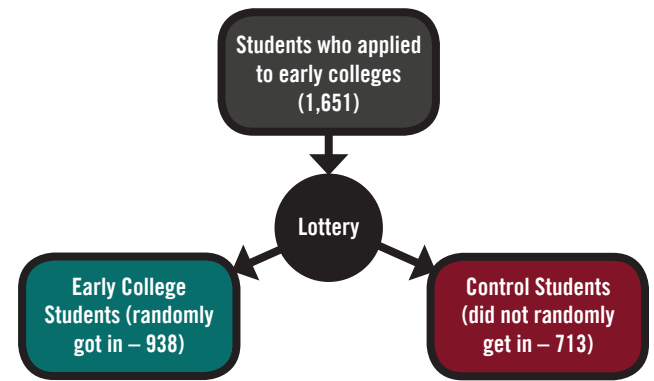 Students who applied
to early colleges
(1,651)
Lottery
Early College
Students (randomly
got in – 938)
Control Students
(did not randomly
get in – 713)